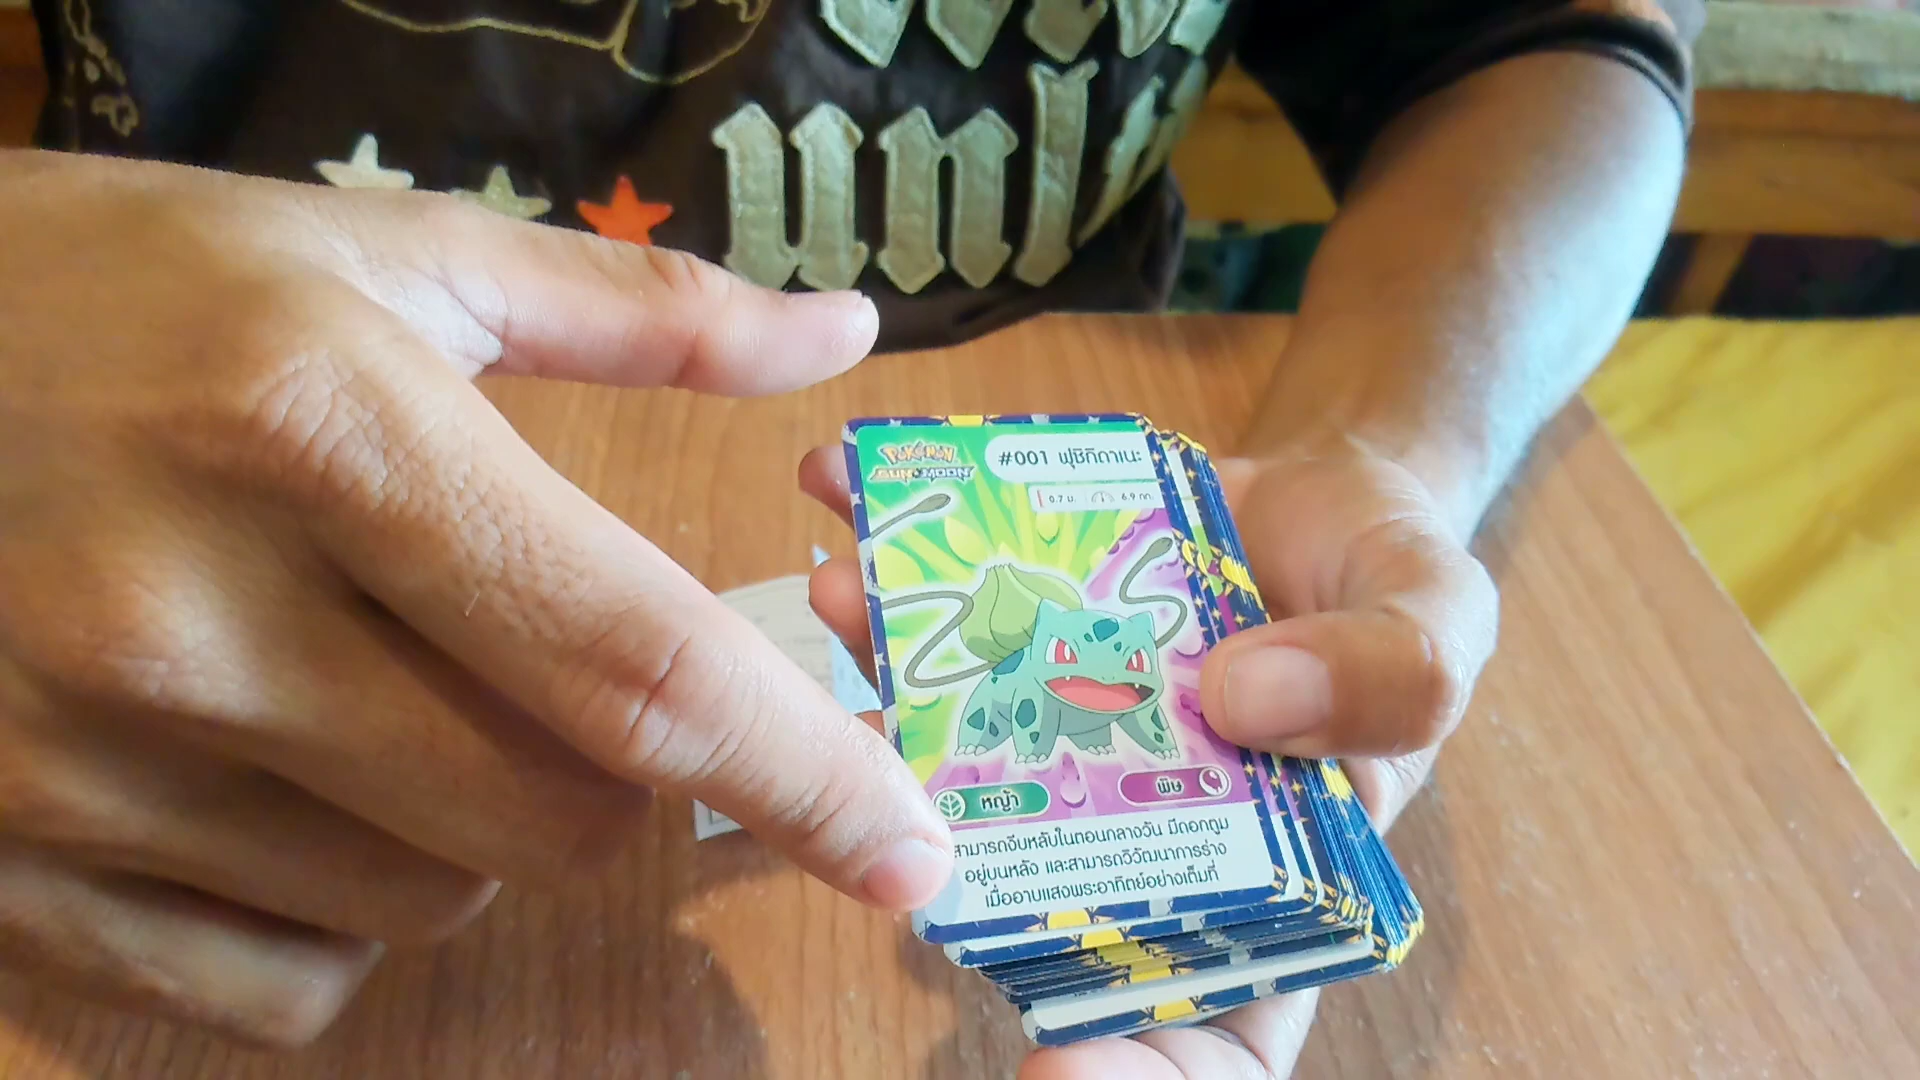 unl
POKéMON
SUN & MOON
#001 ฟุชิกิดาเนะ
0.7 ม. 6.9 กก.
หญ้า
พิษ
สามารถงีบหลับในตอนกลางวัน มีดอกตูม
อยู่บนหลัง และสามารถวิวัฒนาการร่าง
เมื่ออาบแสงพระอาทิตย์อย่างเต็มที่